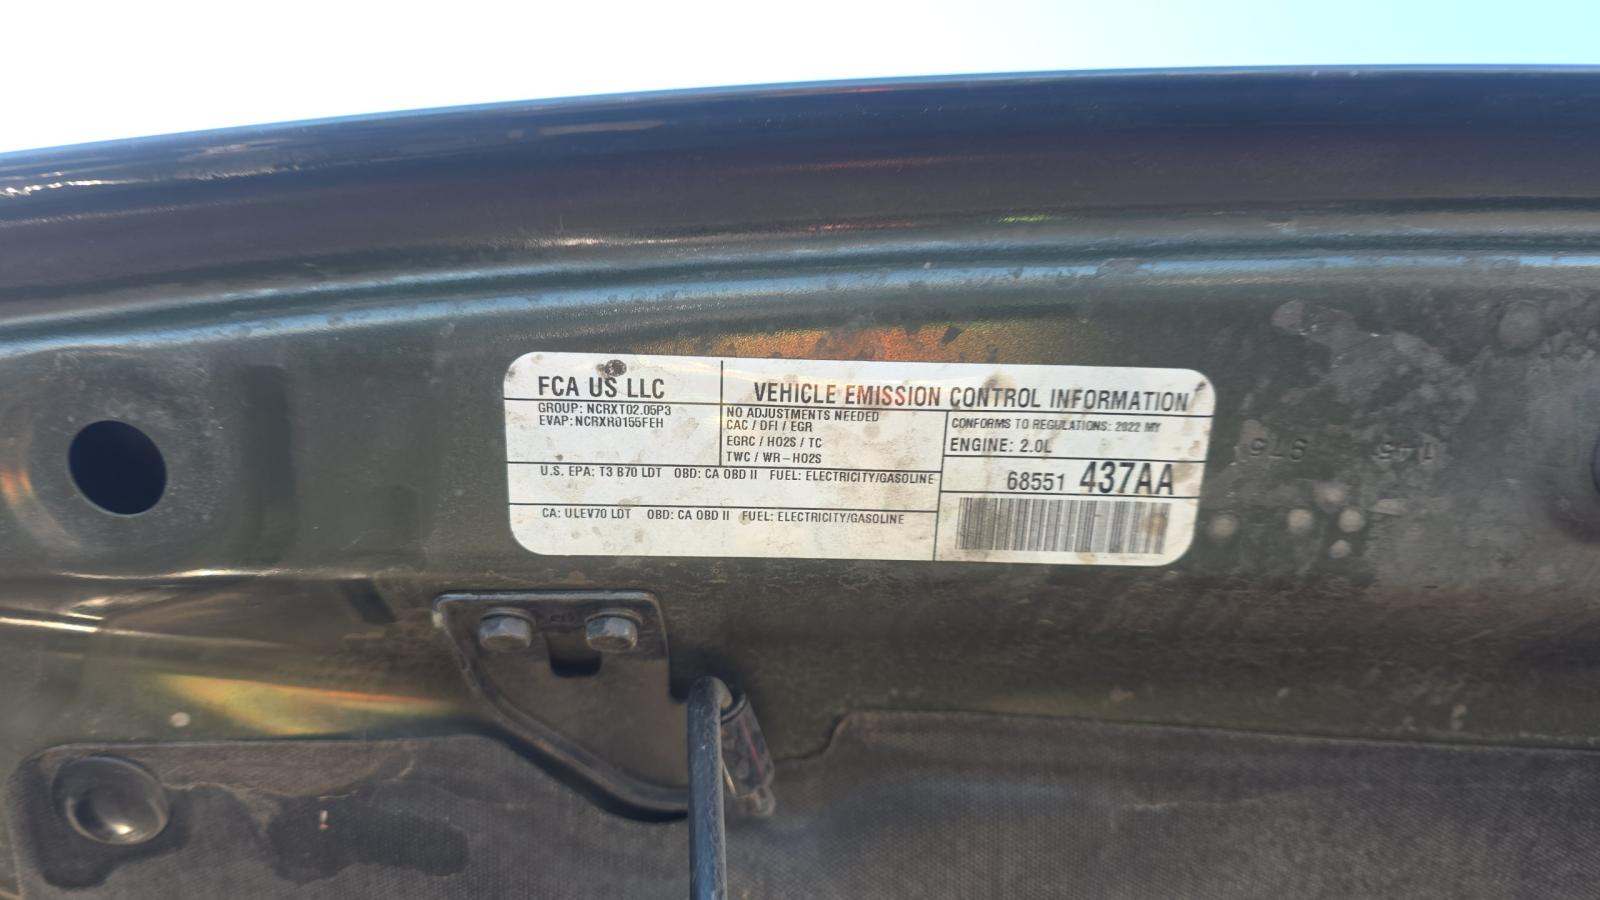 FCA US LLC
GROUP: NCRXT02.05P3
EVAP: NCRXR0155FEH
VEHICLE EMISSION CONTROL INFORMATION
NO ADJUSTMENTS NEEDED
CAC / DFI / EGR
EGRC / HO2S / TC
TWC / WR-HO2S
CONFORMS TO REGULATIONS: 2022 MY
ENGINE: 2.0L
68551 437AA
U.S. EPA: T3 B70 LDT OBD: CA OBD II FUEL: ELECTRICITY/GASOLINE
CA: ULEV70 LDT OBD: CA OBD II FUEL: ELECTRICITY/GASOLINE